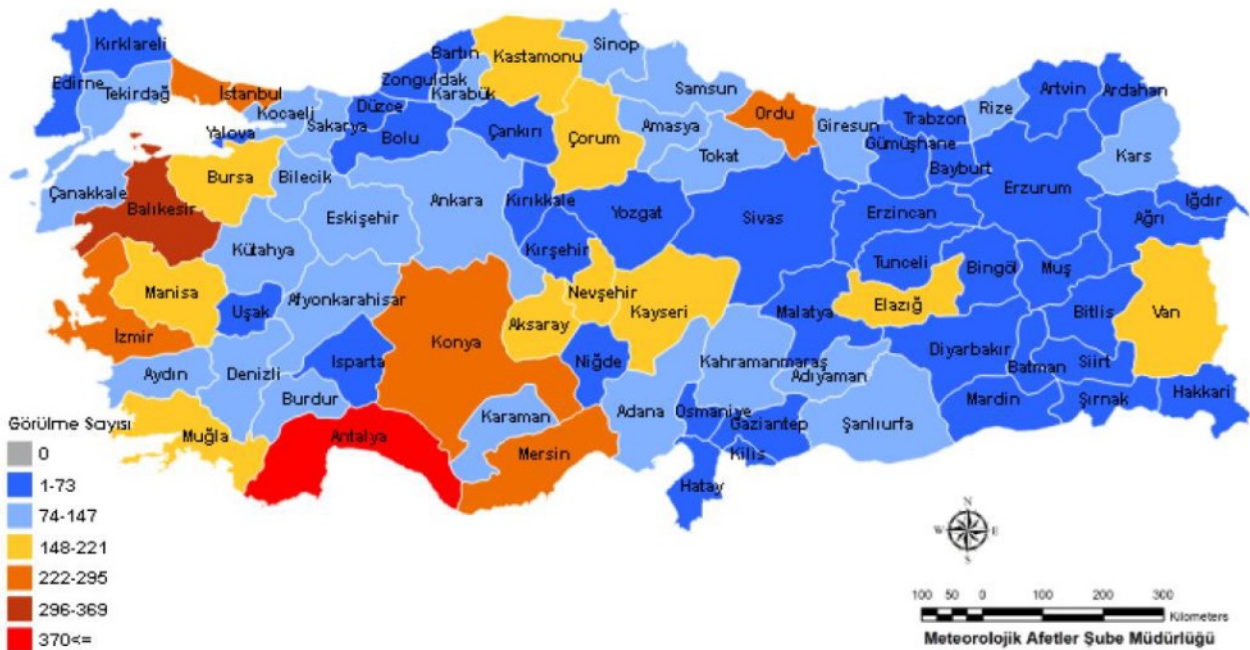 Kırklareli
Edirne
Tekirdağ
İstanbul
Kocaeli
Yalova
Sakarya
Düzce
Zonguldak
Bartın
Karabük
Kastamonu
Sinop
Samsun
Bolu
Çankırı
Çorum
Amasya
Tokat
Ordu
Giresun
Trabzon
Gümüşhane
Bayburt
Rize
Artvin
Ardahan
Kars
Çanakkale
Balıkesir
Bursa
Bilecik
Eskişehir
Ankara
Kırıkkale
Kırşehir
Yozgat
Sivas
Erzincan
Erzurum
Iğdır
Ağrı
Kütahya
Manisa
Uşak
Afyonkarahisar
İzmir
Konya
Aksaray
Nevşehir
Kayseri
Malatya
Tunceli
Elazığ
Bingöl
Muş
Bitlis
Van
Aydın
Denizli
Isparta
Burdur
Niğde
Kahramanmaraş
Adıyaman
Diyarbakır
Batman
Siirt
Mardin
Şırnak
Hakkari
Muğla
Antalya
Karaman
Mersin
Adana
Osmaniye
Gaziantep
Kilis
Hatay
Şanlıurfa
Görülme Sayısı
0
1-73
74-147
148-221
222-295
296-369
370<=
N
W E
S
100 50 0 100 200 300
Kilometers
Meteorolojik Afetler Şube Müdürlüğü